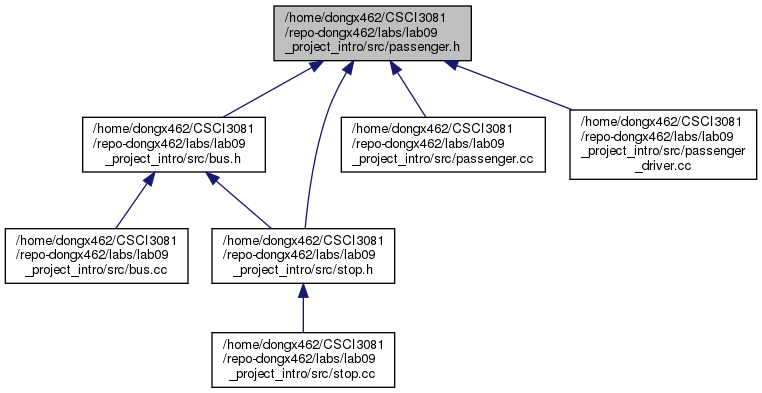 /home/dongx462/CSCI3081
/repo-dongx462/labs/lab09
_project_intro/src/passenger.h
/home/dongx462/CSCI3081
/repo-dongx462/labs/lab09
_project_intro/src/bus.h
/home/dongx462/CSCI3081
/repo-dongx462/labs/lab09
_project_intro/src/passenger.cc
/home/dongx462/CSCI3081
/repo-dongx462/labs/lab09
_project_intro/src/passenger
_driver.cc
/home/dongx462/CSCI3081
/repo-dongx462/labs/lab09
_project_intro/src/bus.cc
/home/dongx462/CSCI3081
/repo-dongx462/labs/lab09
_project_intro/src/stop.h
/home/dongx462/CSCI3081
/repo-dongx462/labs/lab09
_project_intro/src/stop.cc